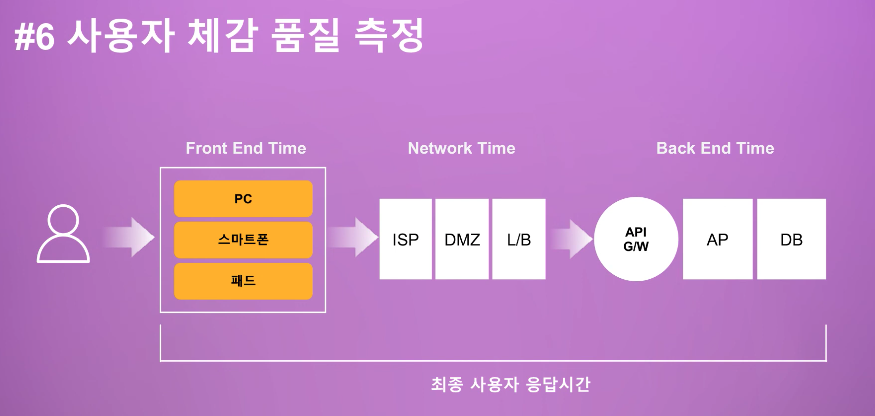 #6 사용자 체감 품질 측정
Front End Time
Network Time
Back End Time
PC
스마트폰
패드
ISP
DMZ
L/B
API
G/W
AP
DB
최종 사용자 응답시간